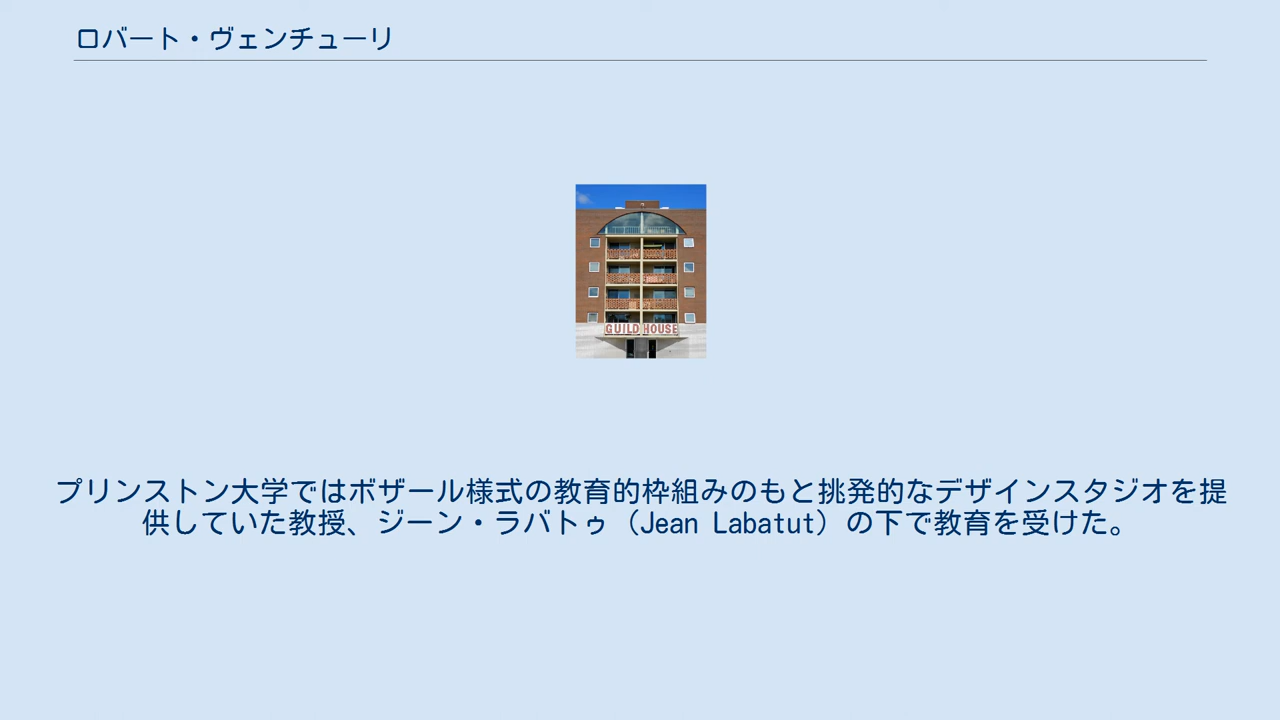 ロバート・ヴェンチューリ
GUILD HOUSE
プリンストン大学ではボザール様式の教育的枠組みのもと挑発的なデザインスタジオを提
供していた教授、ジーン・ラバトゥ（Jean Labatut）の下で教育を受けた。